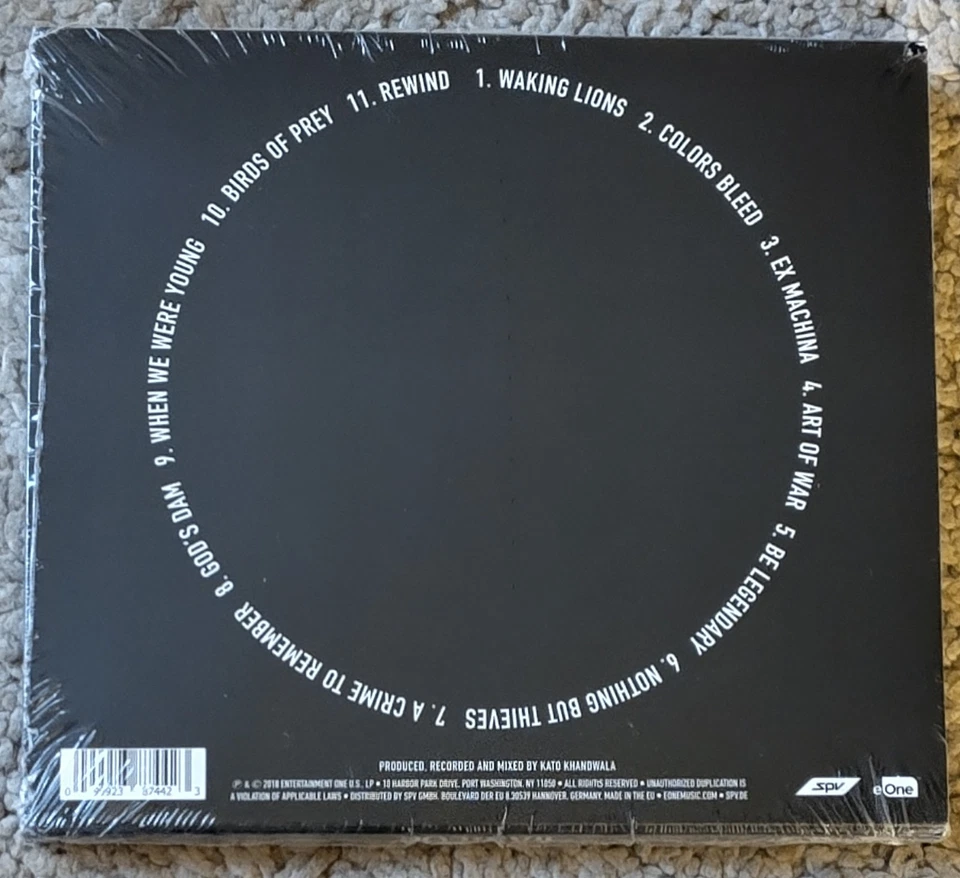 1. WAKING LIONS
2. COLORS BLEED
3. EX MACHINA
4. ART OF WAR
5. BE LEGENDARY
6. NOTHING BUT THIEVES
7. A CRIME TO REMEMBER
8. GOD'S DAM
9. WHEN WE WERE YOUNG
10. BIRDS OF PREY
11. REWIND
PRODUCED, RECORDED AND MIXED BY KATO KHANDWALA
℗ & © 2018 ENTERTAINMENT ONE U.S., LP • 10 HARBOR PARK DRIVE, PORT WASHINGTON, NY 11050 • ALL RIGHTS RESERVED • UNAUTHORIZED DUPLICATION IS
A VIOLATION OF APPLICABLE LAWS • DISTRIBUTED BY SPV GMBH, BOULEVARD DER EU 8, 30539 HANNOVER, GERMANY, MADE IN THE EU • EONEMUSIC.COM • SPV.DE
0 99923 87442 3
SPV
eOne